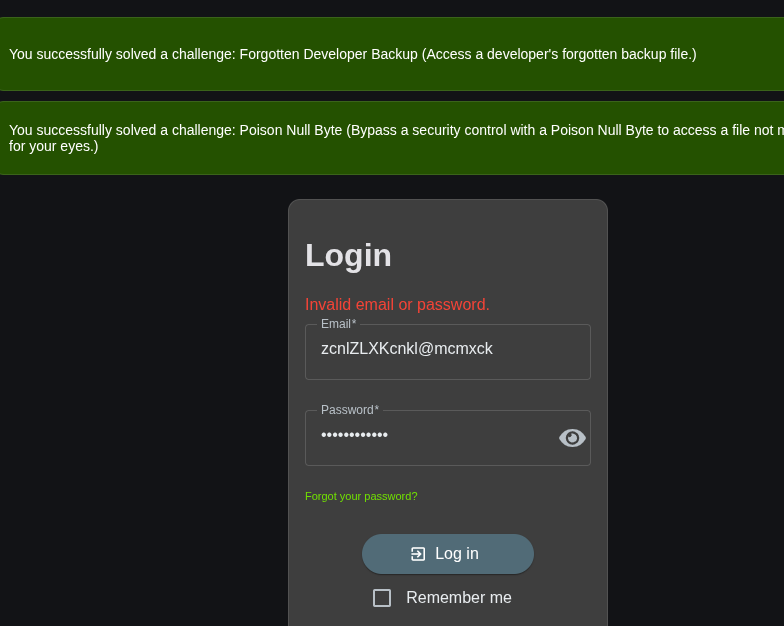 You successfully solved a challenge: Forgotten Developer Backup (Access a developer's forgotten backup file.)
You successfully solved a challenge: Poison Null Byte (Bypass a security control with a Poison Null Byte to access a file not
for your eyes.)
Login
Invalid email or password.
Email*
zcnlZLXKcnkl@mcmxck
Password*
••••••••••••
Forgot your password?
Log in
Remember me